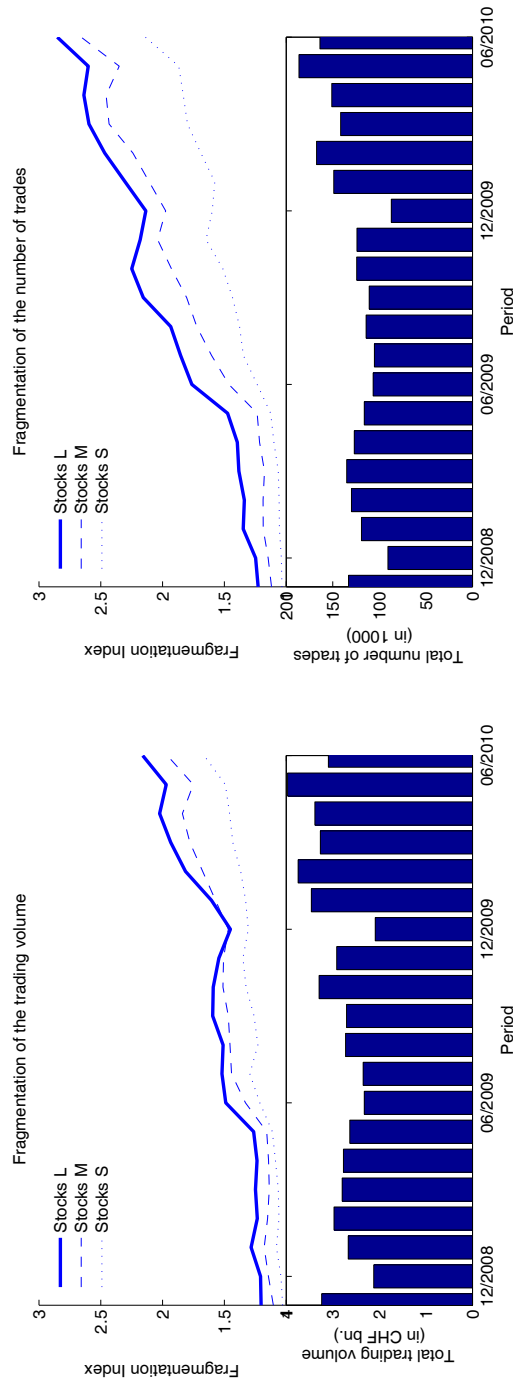 Fragmentation of the trading volume
3
2.5
2
1.5
1
Fragmentation Index
Stocks L
Stocks M
Stocks S
4
3
2
1
0
Total trading volume
(in CHF bn.)
12/2008
06/2009
12/2009
06/2010
Period
Fragmentation of the number of trades
3
2.5
2
1.5
1
Fragmentation Index
Stocks L
Stocks M
Stocks S
200
150
100
50
0
Total number of trades
(in 1000)
12/2008
06/2009
12/2009
06/2010
Period